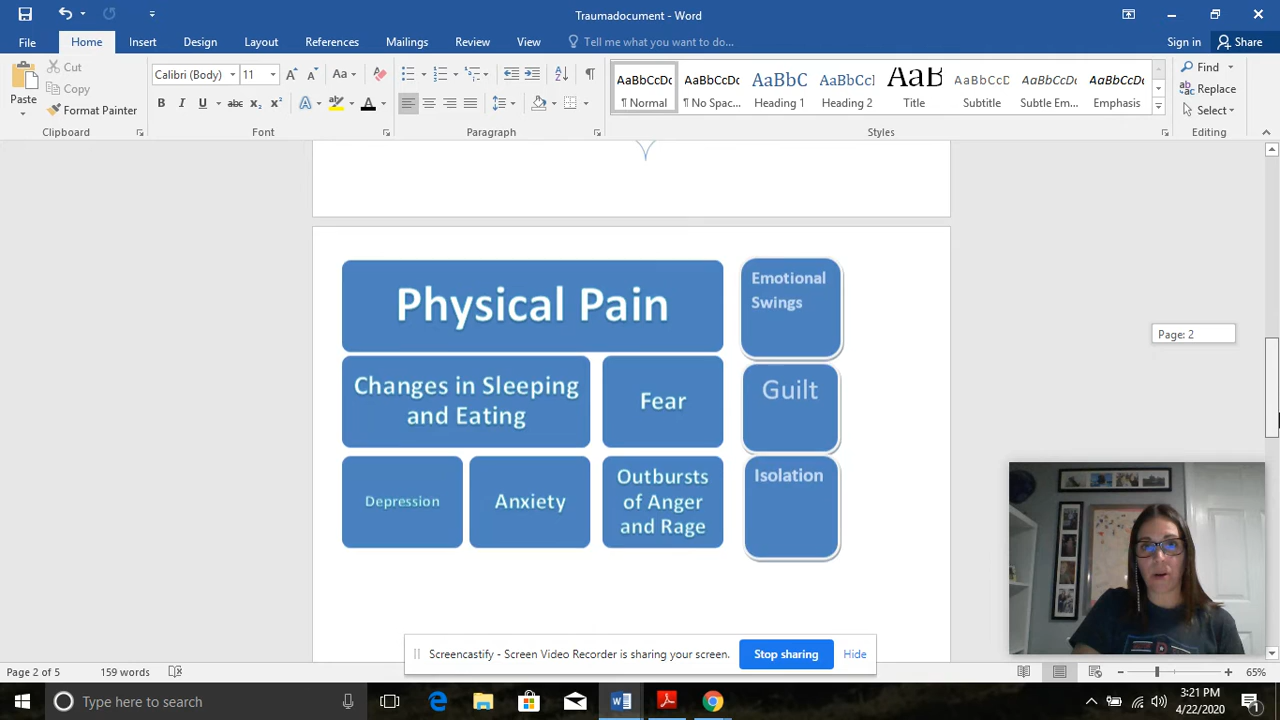 Traumadocument - Word
File Home Insert Design Layout References Mailings Review View Tell me what you want to do... Sign in Share
Paste
Cut
Copy
Format Painter
Calibri (Body) 11 Aa
B I U abc x₂ x² A A
AaBbCcDc AaBbCcDc AaBbC AaBbCcl AaB AaBbCcD AaBbCcDc AaBbCcDc
¶ Normal ¶ No Spac... Heading 1 Heading 2 Title Subtitle Subtle Em... Emphasis
Find
Replace
Select
Clipboard Font Paragraph Styles Editing
Physical Pain
Emotional
Swings
Page: 2
Changes in Sleeping
and Eating
Fear
Guilt
Depression
Anxiety
Outbursts
of Anger
and Rage
Isolation
Screencastify - Screen Video Recorder is sharing your screen. Stop sharing Hide
Page 2 of 5 159 words 65%
Type here to search
3:21 PM
4/22/2020